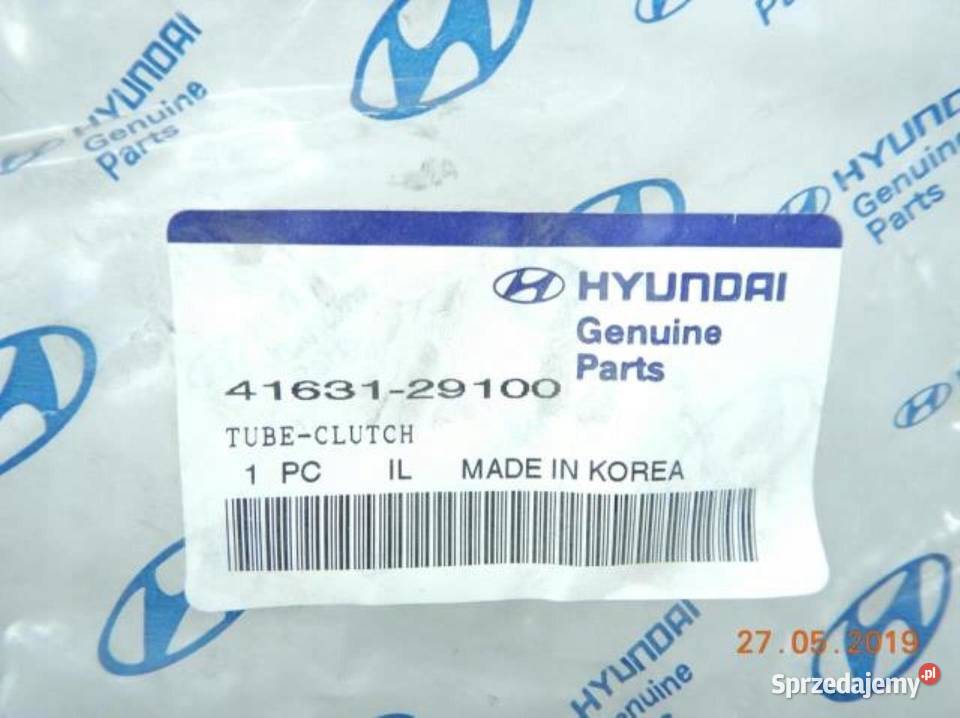 HYUNDAI
Genuine
Parts
HYUNDAI
Genuine
Parts
HYUNDAI
Genuine
Parts
41631-29100
TUBE-CLUTCH
1 PC IL MADE IN KOREA
27.05.2019
HYUNDAI
Genuine
Parts
Sprzedajemy.pl